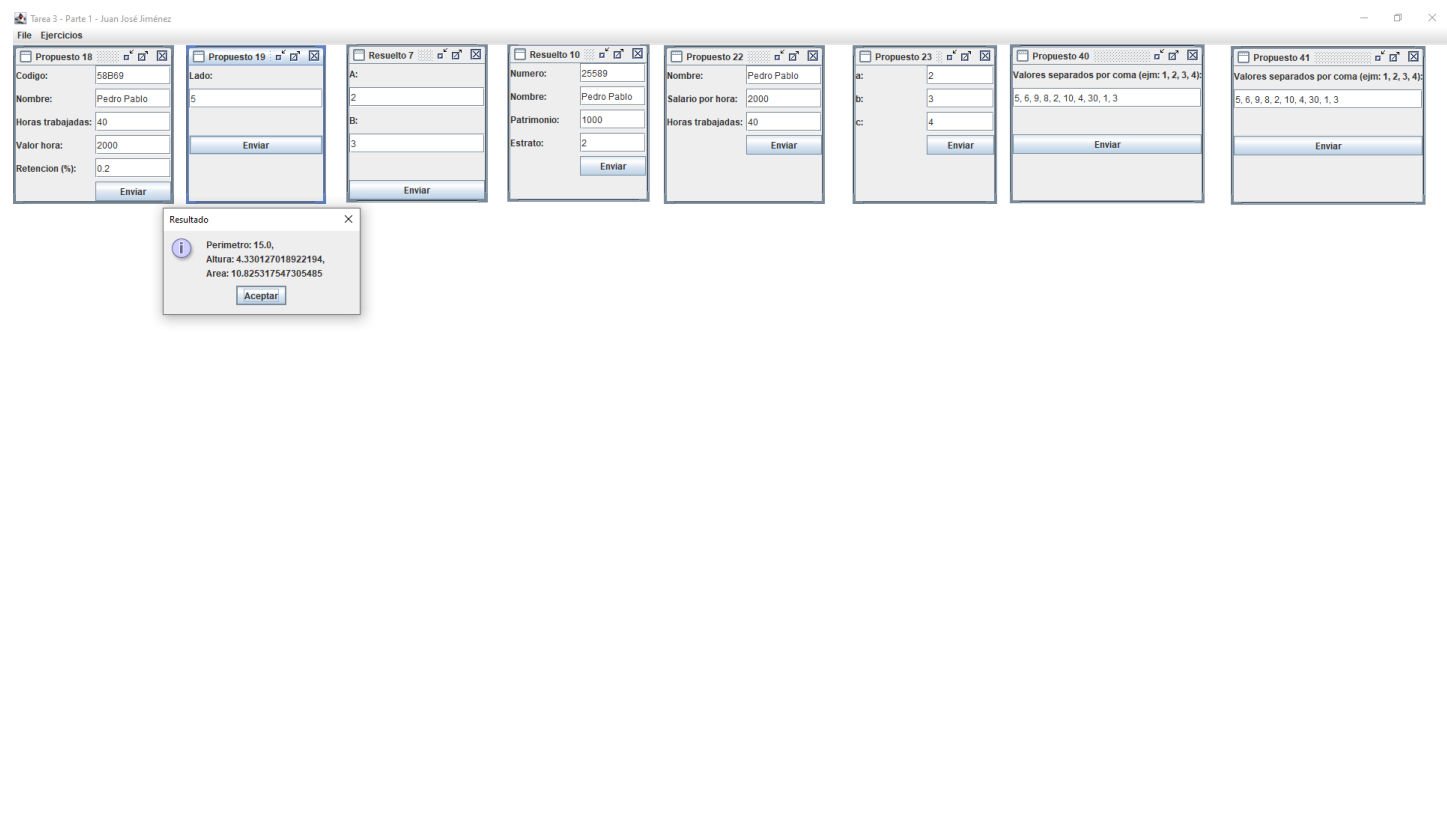 Tarea 3 - Parte 1 - Juan José Jiménez
File Ejercicios
Propuesto 18
Codigo: 58B69
Nombre: Pedro Pablo
Horas trabajadas: 40
Valor hora: 2000
Retencion (%): 0.2
Enviar
Propuesto 19
Lado:
5
Enviar
Resuelto 7
A:
2
B:
3
Enviar
Resuelto 10
Numero: 25589
Nombre: Pedro Pablo
Patrimonio: 1000
Estrato: 2
Enviar
Propuesto 22
Nombre: Pedro Pablo
Salario por hora: 2000
Horas trabajadas: 40
Enviar
Propuesto 23
a: 2
b: 3
c: 4
Enviar
Propuesto 40
Valores separados por coma (ejm: 1, 2, 3, 4):
5, 6, 9, 8, 2, 10, 4, 30, 1, 3
Enviar
Propuesto 41
Valores separados por coma (ejm: 1, 2, 3, 4):
5, 6, 9, 8, 2, 10, 4, 30, 1, 3
Enviar
Resultado
Perimetro: 15.0,
Altura: 4.330127018922194,
Area: 10.825317547305485
Aceptar